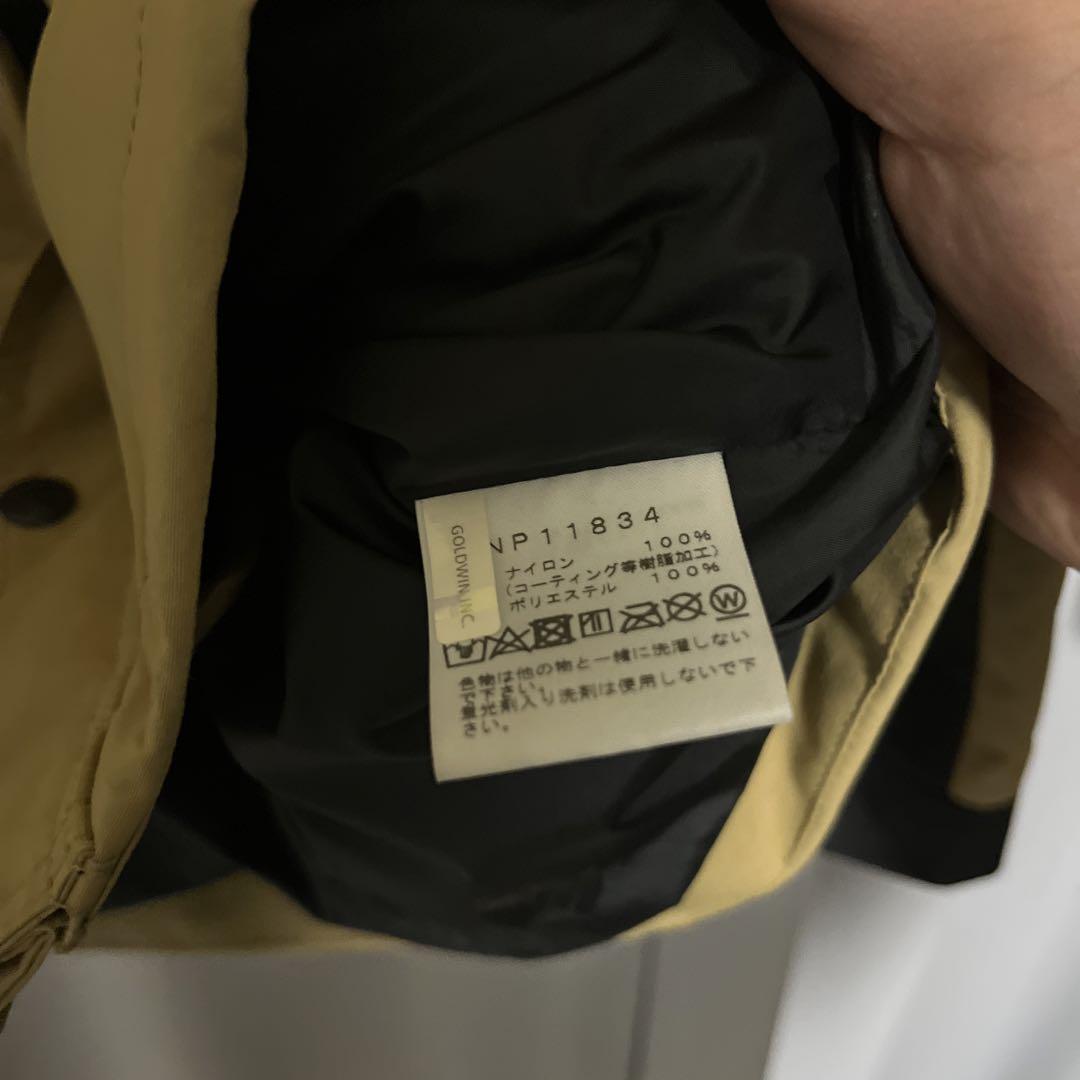 NP11834
ナイロン 100%
(コーティング等樹脂加工)
ポリエステル 100%
GOLDWIN INC.
W
色物は他の物と一緒に洗濯しない
で下さい。
蛍光剤入り洗剤は使用しないで下
さい。